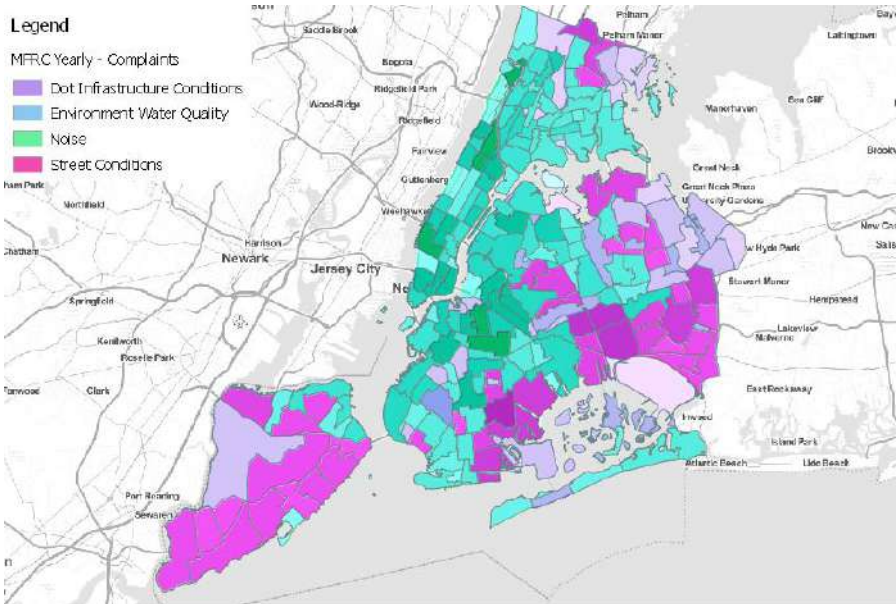 Legend
MFRC Yearly - Complaints
Dot Infrastructure Conditions
Environment Water Quality
Noise
Street Conditions
Saddle Brook
Pelham
Pelham Manor
Lattingtown
Bogota
Ridgefield Park
Wood-Ridge
Ridgefield
Manorhaven
Sea Cliff
Fairview
Great Neck
Guttenberg
Great Neck Plaza
University Gardens
Northfield
Weehawken
Chatham
Harrison
Newark
Jersey City
Hyde Park
Stewart Manor
Springfield
Hempstead
Kenilworth
Lakeview
Malverne
Roselle Park
Clark
East Rockaway
Inwood
Island Park
Atlantic Beach
Lido Beach
Port Reading
Sewaren